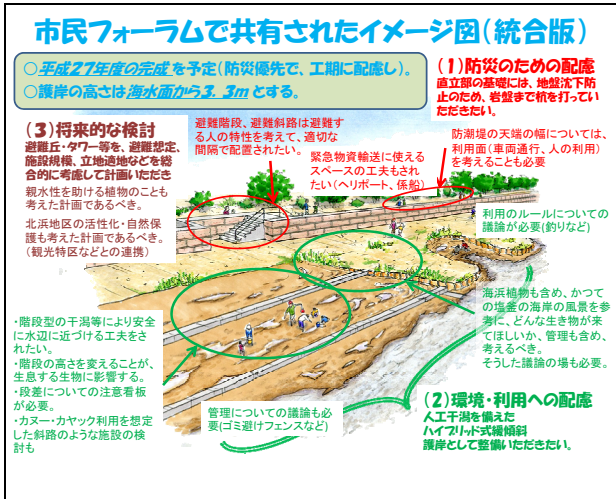 市民フォーラムで共有されたイメージ図(統合版)
○平成27年度の完成を予定(防災優先で、工期に配慮し)。
○護岸の高さは海水面から3.3mとする。
(1)防災のための配慮
直立部の基礎には、地盤沈下防
止のため、岩盤まで杭を打ってい
ただきたい。
(3)将来的な検討
避難丘・タワー等を、避難想定、
施設規模、立地適地などを総
合的に考慮して計画いただき
親水性を助ける植物のことも
考えた計画であるべき。
北浜地区の活性化・自然保
護も考えた計画であるべき。
(観光特区などとの連携)
避難階段、避難斜路は避難す
る人の特性を考えて、適切な
間隔で配置されたい。
緊急物資輸送に使える
スペースの工夫もされ
たい(ヘリポート、係船)
防潮堤の天端の幅については、
利用面(車両通行、人の利用)
を考えることも必要
利用のルールについての
議論が必要(釣りなど)
海浜植物も含め、かつて
の塩釜の海岸の風景を参
考に、どんな生き物が来
てほしいか、管理も含め、
考えるべき。
そうした議論の場も必要。
・階段型の干潟等により安全
に水辺に近づける工夫をさ
れたい。
・階段の高さを変えることが、
生息する生物に影響する。
・段差についての注意看板
が必要。
・カヌー・カヤック利用を想定
した斜路のような施設の検
討も
管理についての議論も必
要(ゴミ避けフェンスなど)
(2)環境・利用への配慮
人工干潟を備えた
ハイブリッド式緩傾斜
護岸として整備いただきたい。